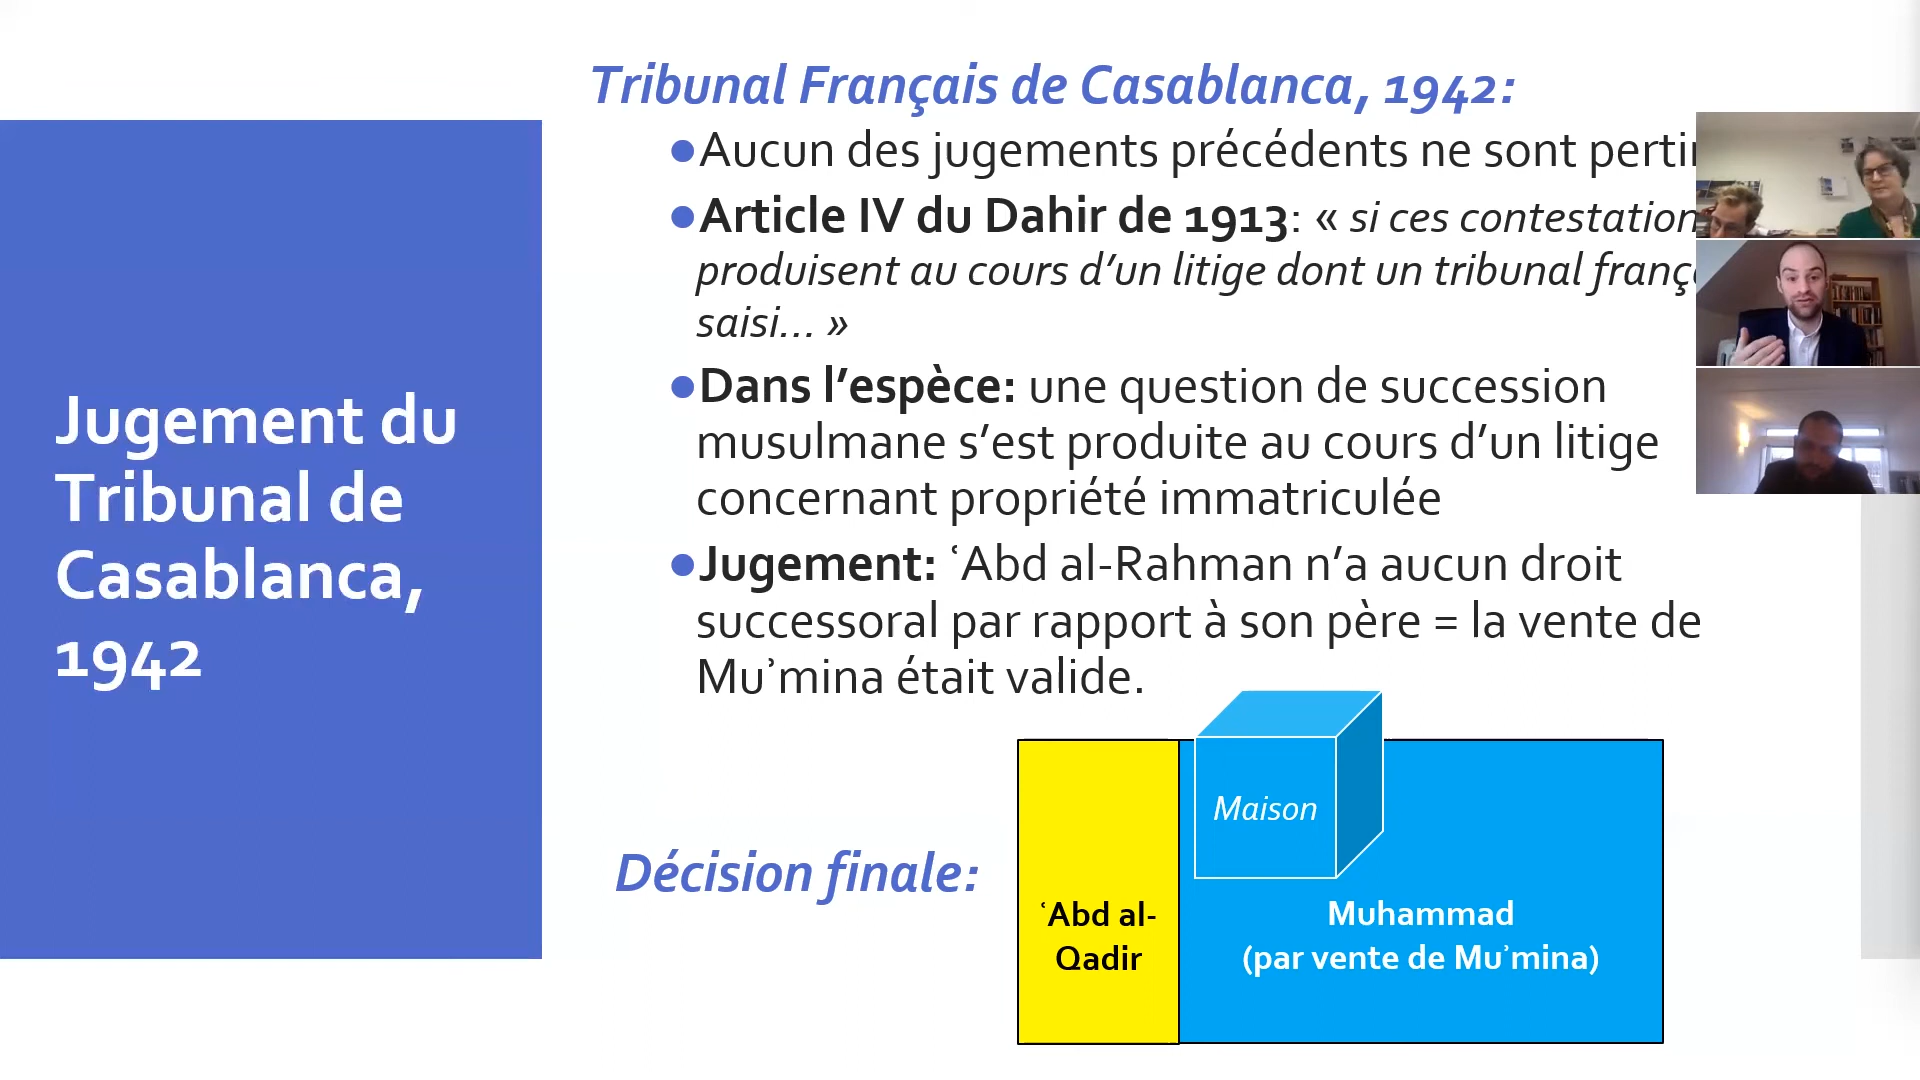 Tribunal Français de Casablanca, 1942:
●Aucun des jugements précédents ne sont
●Article IV du Dahir de 1913: « si ces
produisent au cours d’un litige dont un tribunal
saisi... »
●Dans l’espèce: une question de succession
musulmane s’est produite au cours d’un litige
concernant propriété immatriculée
●Jugement: ʿAbd al-Rahman n’a aucun droit
successoral par rapport à son père = la vente de
Muʾmina était valide.
Jugement du
Tribunal de
Casablanca,
1942
Décision finale:
Maison
ʿAbd al-
Qadir
Muhammad
(par vente de Muʾmina)